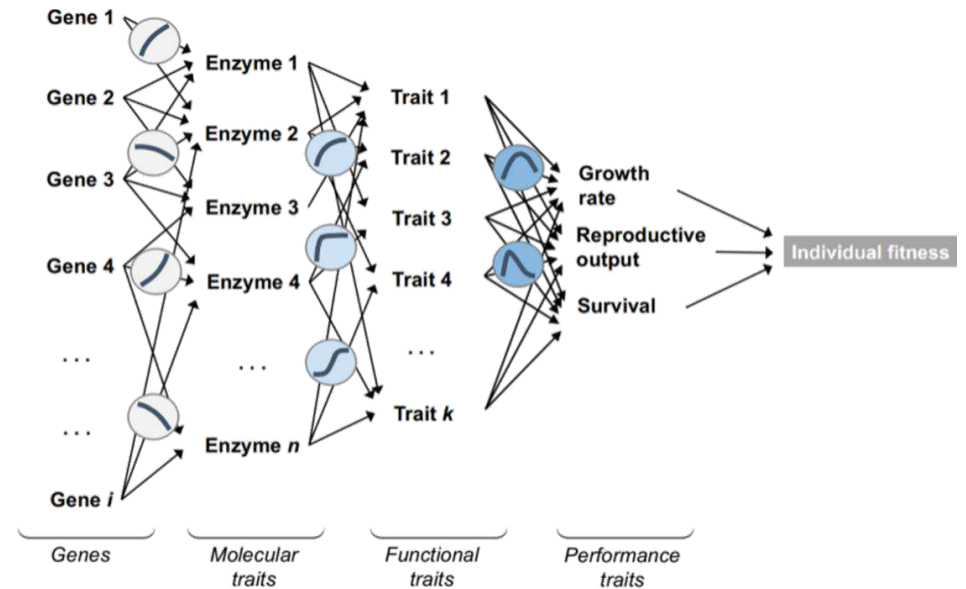 Gene 1
Gene 2
Gene 3
Gene 4
...
...
Gene i
Enzyme 1
Enzyme 2
Enzyme 3
Enzyme 4
...
Enzyme n
Trait 1
Trait 2
Trait 3
Trait 4
...
Trait k
Growth
rate
Reproductive
output
Survival
Individual fitness
Genes
Molecular
traits
Functional
traits
Performance
traits